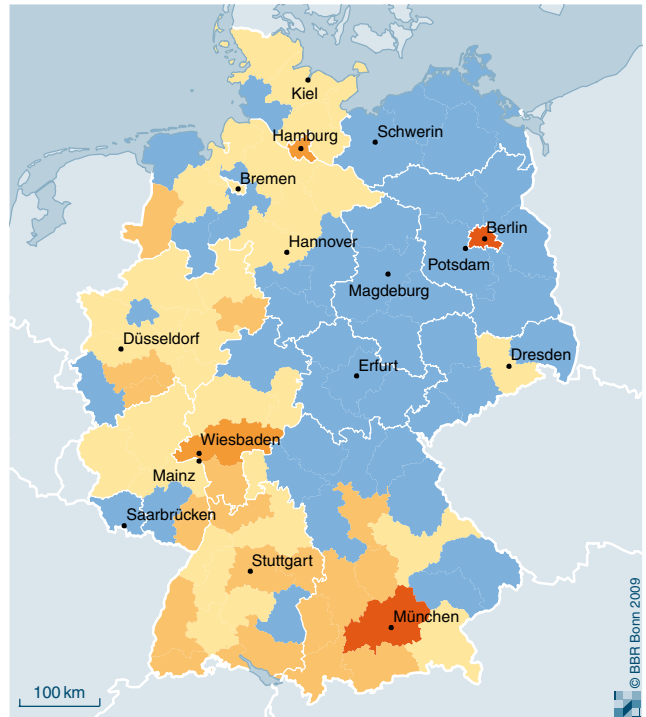 Kiel
Schwerin
Hamburg
Bremen
Berlin
Hannover
Potsdam
Magdeburg
Düsseldorf
Dresden
Erfurt
Wiesbaden
Mainz
Saarbrücken
Stuttgart
München
100 km
© BBR Bonn 2009